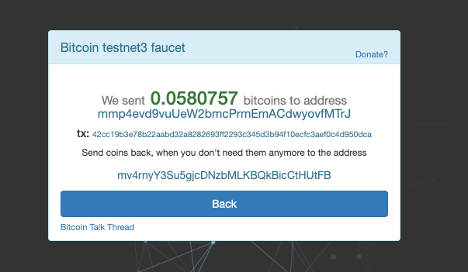 Bitcoin testnet3 faucet
Donate?
We sent 0.0580757 bitcoins to address
mmp4evd9vuUeW2bmcPrmEmACdwyovfMTrJ
tx: 42cc19b3e78b22aabd32a8282693ff2293c345d3b94f10ecfc3aef0c4d950dca
Send coins back, when you don't need them anymore to the address
mv4rnyY3Su5gjcDNzbMLKBQkBicCtHUtFB
Back
Bitcoin Talk Thread